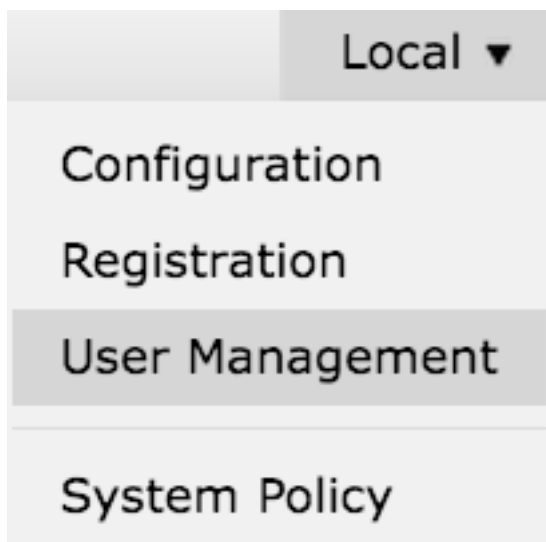 Local ▼
Configuration
Registration
User Management
System Policy